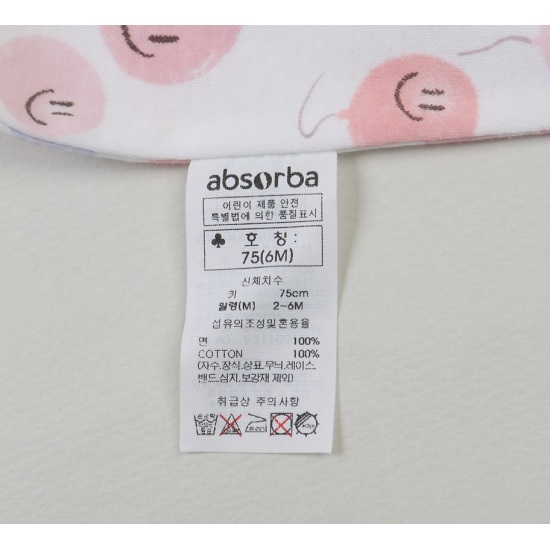 absorba
어린이 제품 안전
특별법에 의한 품질표시
♣ 호 칭 :
75(6M)
신체치수
키 75cm
월령(M) 2~6M
섬유의조성및혼용율
면 100%
COTTON 100%
(자수.장식.상표.무늬.레이스.
밴드.심지.보강재 제외)
취급상 주의사항